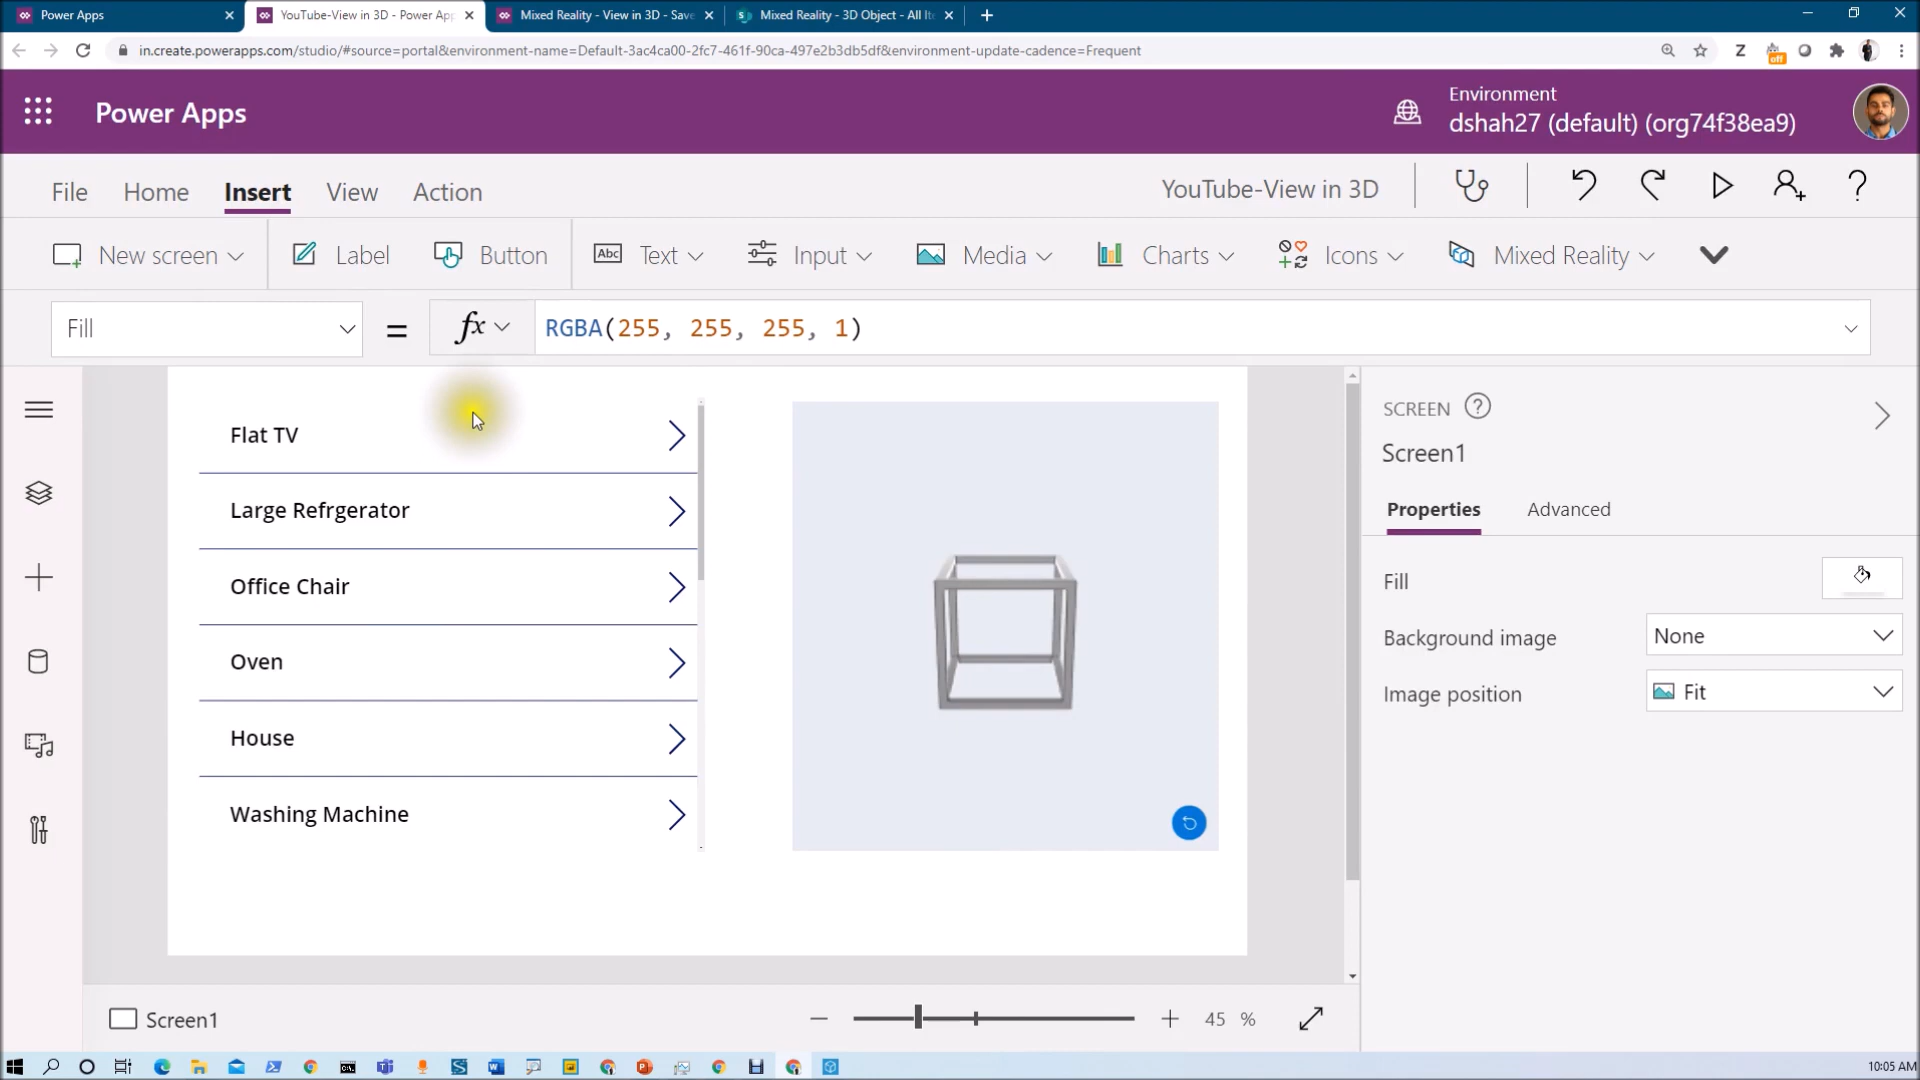 Power Apps
YouTube-View in 3D - Power App
Mixed Reality - View in 3D - Save
Mixed Reality - 3D Object - All Ite
in.create.powerapps.com/studio/#source=portal&environment-name=Default-3ac4ca00-2fc7-461f-90ca-497e2b3db5df&environment-update-cadence=Frequent
Z
off
Power Apps
Environment
dshah27 (default) (org74f38ea9)
File
Home
Insert
View
Action
YouTube-View in 3D
?
New screen
Label
Button
Abc
Text
Input
Media
Charts
Icons
Mixed Reality
Fill
=
fx
RGBA(255, 255, 255, 1)
Flat TV
Large Refrgerator
Office Chair
Oven
House
Washing Machine
SCREEN ?
Screen1
Properties
Advanced
Fill
Background image
None
Image position
Fit
Screen1
45 %
10:05 AM